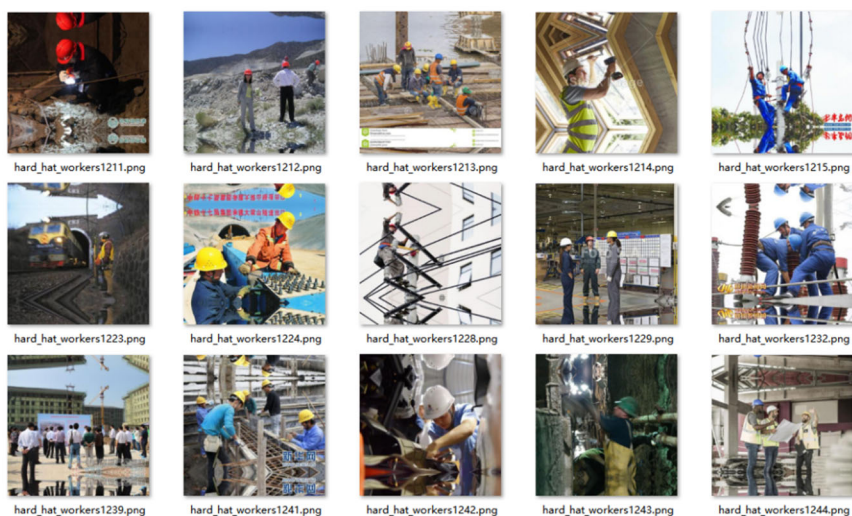 hard_hat_workers1211.png
hard_hat_workers1212.png
hard_hat_workers1213.png
hard_hat_workers1214.png
hard_hat_workers1215.png
hard_hat_workers1223.png
hard_hat_workers1224.png
hard_hat_workers1228.png
hard_hat_workers1229.png
hard_hat_workers1232.png
hard_hat_workers1239.png
hard_hat_workers1241.png
hard_hat_workers1242.png
hard_hat_workers1243.png
hard_hat_workers1244.png